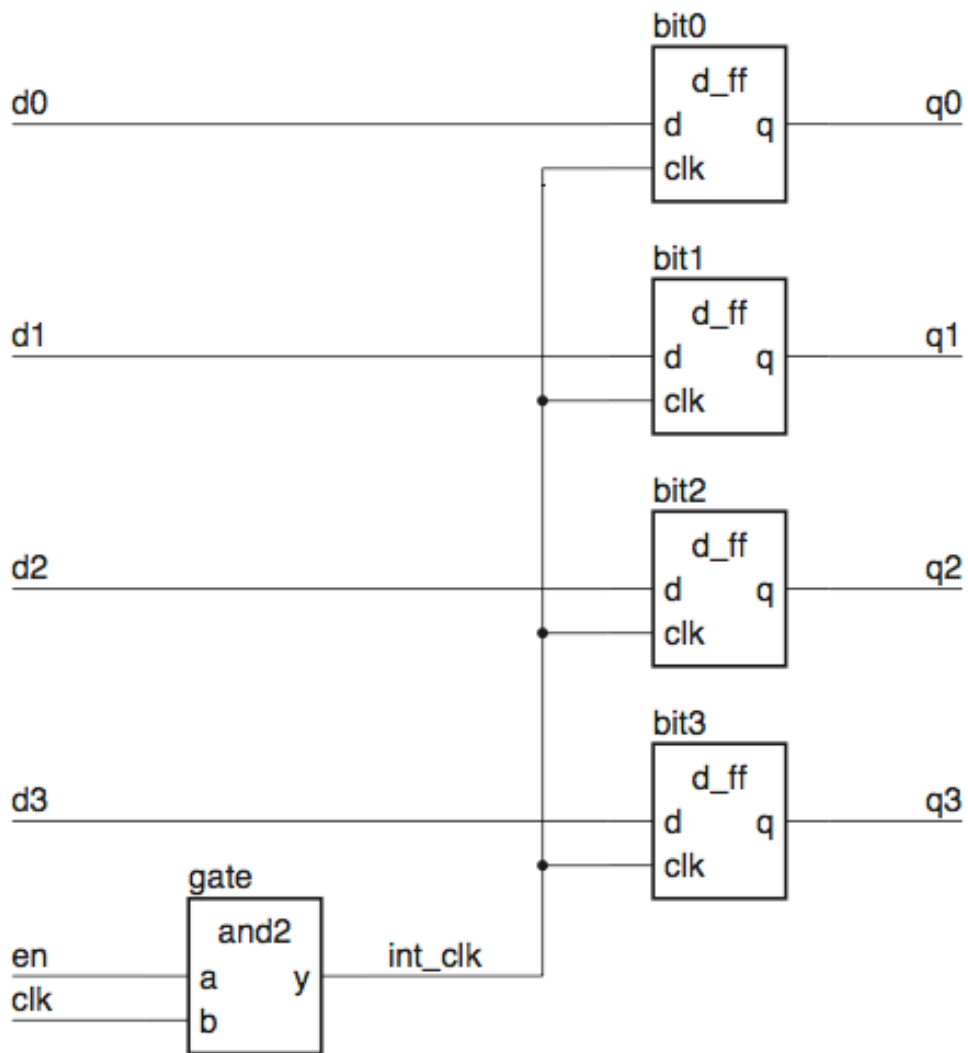 bit0
d_ff
d0 d q q0
clk
bit1
d_ff
d1 d q q1
clk
bit2
d_ff
d2 d q q2
clk
bit3
d_ff
d3 d q q3
clk
gate
and2
en a y int_clk
clk b